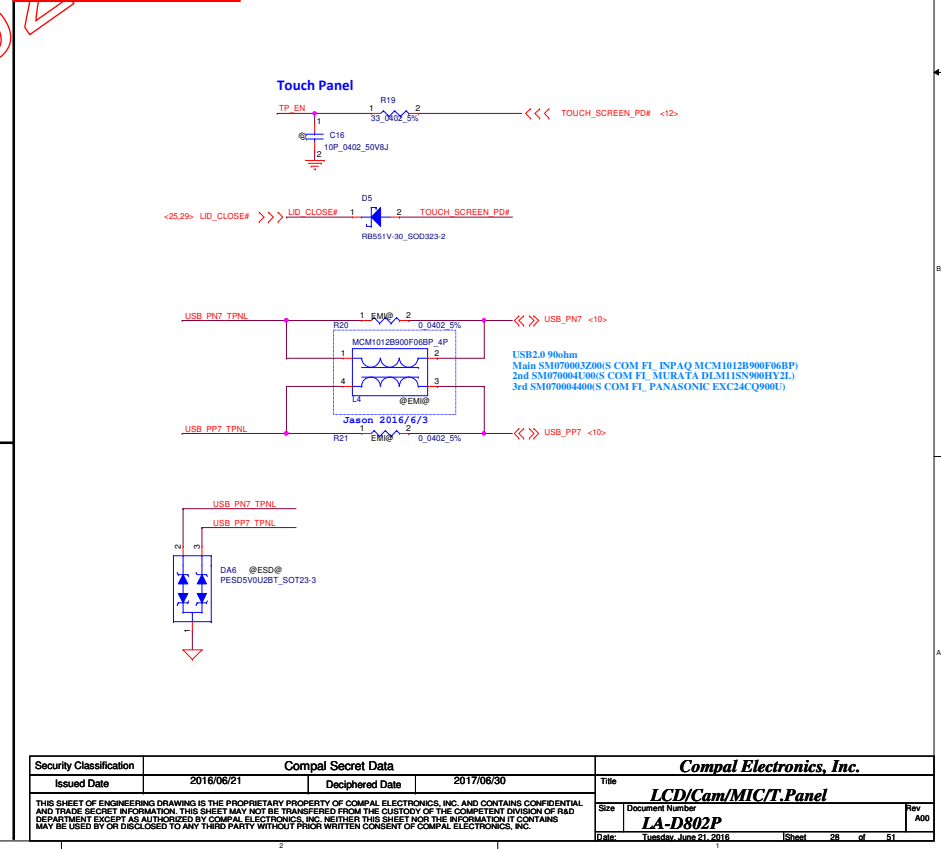 Touch Panel
TP_EN
1
R19
2
33_0402_5%
TOUCH_SCREEN_PD# <12>
1
@
C16
10P_0402_50V8J
2
D5
<25,29> LID_CLOSE#
LID_CLOSE#
1
2
TOUCH_SCREEN_PD#
RB551V-30_SOD323-2
USB_PN7_TPNL
1
EMI@
2
USB_PN7 <10>
R20
0_0402_5%
MCM1012B900F06BP_4P
1
2
4
3
L4
@EMI@
USB2.0 90ohm
Main SM070003Z00(S COM FI_ INPAQ MCM1012B900F06BP)
2nd SM070004U00(S COM FI_ MURATA DLM11SN900HY2L)
3rd SM070004400(S COM FI_ PANASONIC EXC24CQ900U)
Jason 2016/6/3
USB_PP7_TPNL
1
EMI@
2
USB_PP7 <10>
R21
0_0402_5%
USB_PN7_TPNL
USB_PP7_TPNL
2
3
DA6 @ESD@
PESD5V0U2BT_SOT23-3
1
B
A
Security Classification
Compal Secret Data
Issued Date
2016/06/21
Deciphered Date
2017/06/30
THIS SHEET OF ENGINEERING DRAWING IS THE PROPRIETARY PROPERTY OF COMPAL ELECTRONICS, INC. AND CONTAINS CONFIDENTIAL
AND TRADE SECRET INFORMATION. THIS SHEET MAY NOT BE TRANSFERED FROM THE CUSTODY OF THE COMPETENT DIVISION OF R&D
DEPARTMENT EXCEPT AS AUTHORIZED BY COMPAL ELECTRONICS, INC. NEITHER THIS SHEET NOR THE INFORMATION IT CONTAINS
MAY BE USED BY OR DISCLOSED TO ANY THIRD PARTY WITHOUT PRIOR WRITTEN CONSENT OF COMPAL ELECTRONICS, INC.
Compal Electronics, Inc.
Title
LCD/Cam/MIC/T.Panel
Size
Document Number
Rev
LA-D802P
A00
Date: Tuesday, June 21, 2016
Sheet 28 of 51
2
1